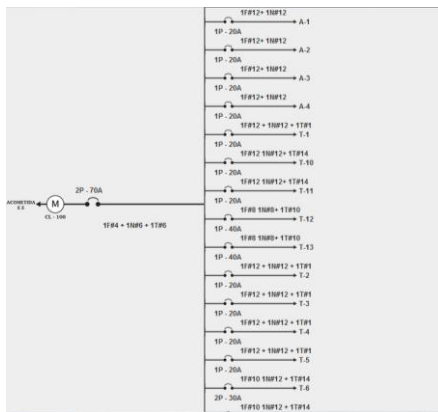 1F#12+ 1N#12
A-1
1P - 20A
1F#12+ 1N#12
A-2
1P - 20A
1F#12+ 1N#12
A-3
1P - 20A
1F#12+ 1N#12
A-4
1P - 20A
1F#12 + 1N#12 + 1T#1
T-1
1P - 20A
1F#12 1N#12+ 1T#14
T-10
1P - 20A
1F#12 1N#12+ 1T#14
T-11
1P - 20A
2P - 70A
ACOMETIDA
M
CL - 100
1F#4 + 1N#6 + 1T#6
1F#8 1N#8+ 1T#10
T-12
1P - 40A
1F#8 1N#8+ 1T#10
T-13
1P - 40A
1F#12 + 1N#12 + 1T#1
T-2
1P - 20A
1F#12 + 1N#12 + 1T#1
T-3
1P - 20A
1F#12 + 1N#12 + 1T#1
T-4
1P - 20A
1F#12 + 1N#12 + 1T#1
T-5
1P - 20A
1F#10 1N#12 + 1T#14
T-6
2P - 30A
1F#10 1N#12 + 1T#14